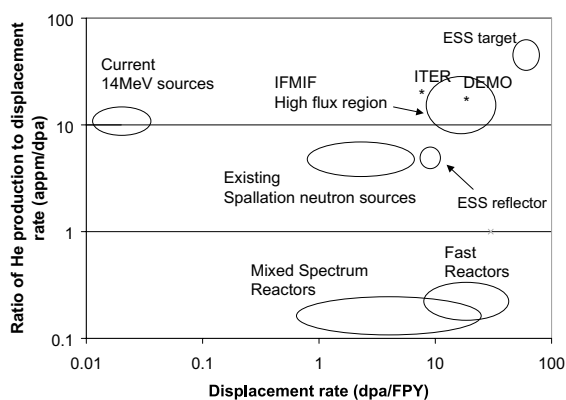 100
10
1
0.1
Ratio of He production to displacement
rate (appm/dpa)
ESS target
Current
14MeV sources
ITER
DEMO
*
*
IFMIF
High flux region
Existing
Spallation neutron sources
ESS reflector
Mixed Spectrum
Reactors
Fast
Reactors
0.01
0.1
1
10
100
Displacement rate (dpa/FPY)